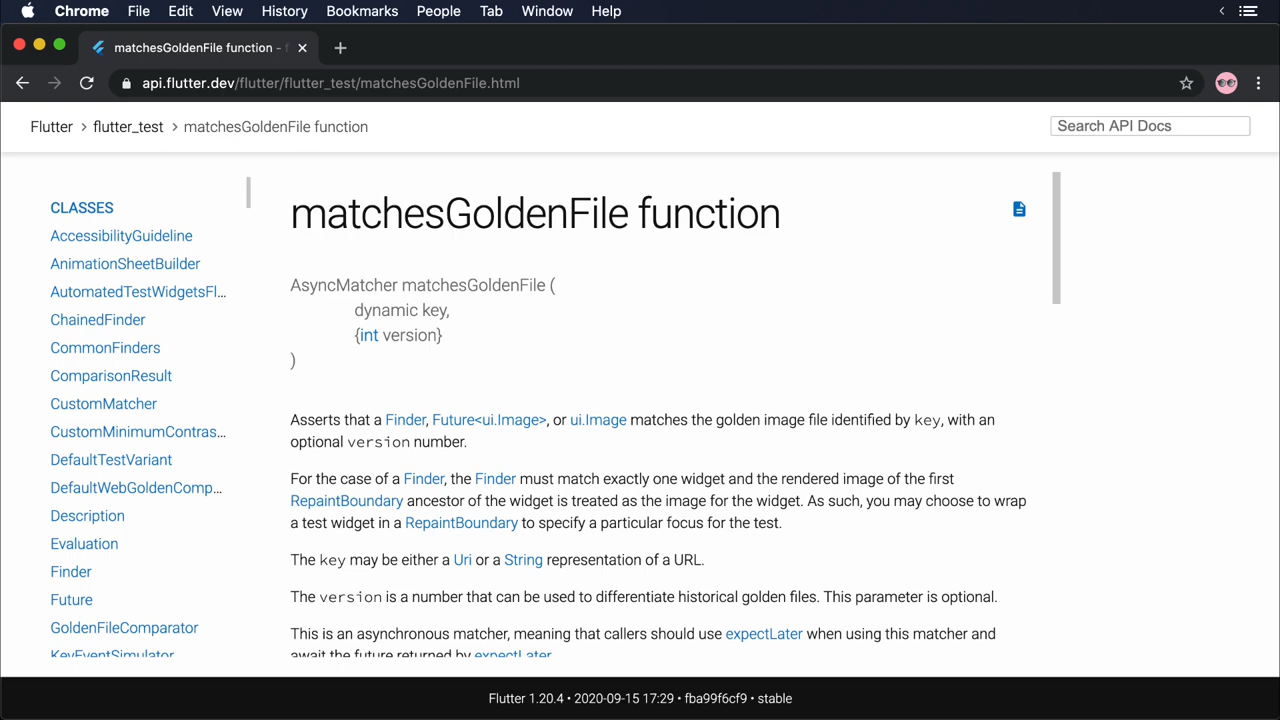 Chrome File Edit View History Bookmarks People Tab Window Help
matchesGoldenFile function -
api.flutter.dev/flutter/flutter_test/matchesGoldenFile.html
Flutter > flutter_test > matchesGoldenFile function
Search API Docs
CLASSES
AccessibilityGuideline
AnimationSheetBuilder
AutomatedTestWidgetsFl...
ChainedFinder
CommonFinders
ComparisonResult
CustomMatcher
CustomMinimumContras...
DefaultTestVariant
DefaultWebGoldenComp...
Description
Evaluation
Finder
Future
GoldenFileComparator
KeyEventSimulator
matchesGoldenFile function
AsyncMatcher matchesGoldenFile (
dynamic key,
{int version}
)
Asserts that a Finder, Future<ui.Image>, or ui.Image matches the golden image file identified by key, with an
optional version number.
For the case of a Finder, the Finder must match exactly one widget and the rendered image of the first
RepaintBoundary ancestor of the widget is treated as the image for the widget. As such, you may choose to wrap
a test widget in a RepaintBoundary to specify a particular focus for the test.
The key may be either a Uri or a String representation of a URL.
The version is a number that can be used to differentiate historical golden files. This parameter is optional.
This is an asynchronous matcher, meaning that callers should use expectLater when using this matcher and
await the future returned by expectLater.
Flutter 1.20.4 • 2020-09-15 17:29 • fba99f6cf9 • stable